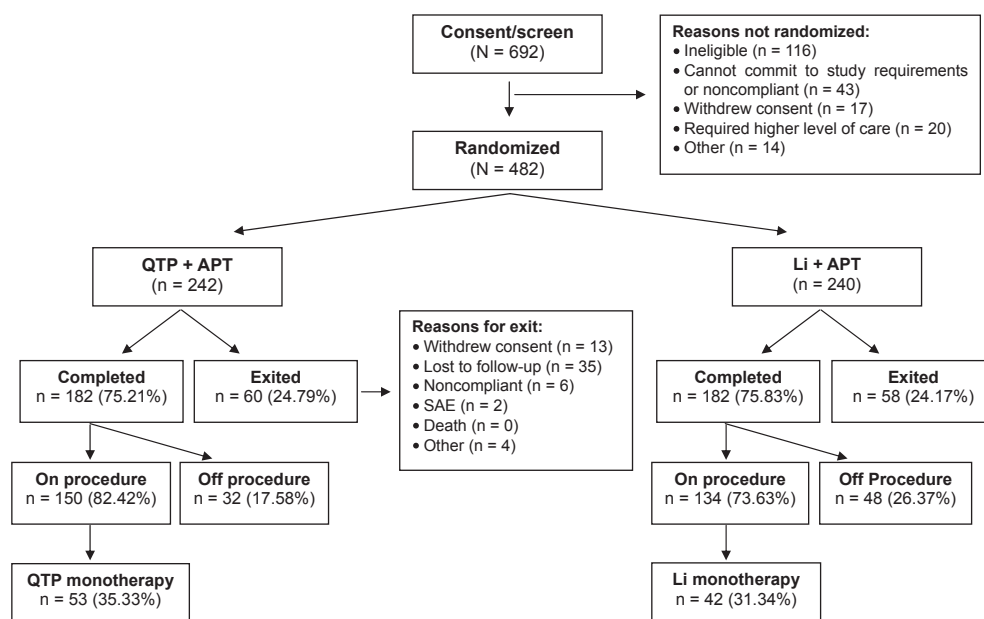 Consent/screen
(N = 692)
Reasons not randomized:
• Ineligible (n = 116)
• Cannot commit to study requirements
or noncompliant (n = 43)
• Withdrew consent (n = 17)
• Required higher level of care (n = 20)
• Other (n = 14)
Randomized
(N = 482)
QTP + APT
(n = 242)
Li + APT
(n = 240)
Reasons for exit:
• Withdrew consent (n = 13)
• Lost to follow-up (n = 35)
• Noncompliant (n = 6)
• SAE (n = 2)
• Death (n = 0)
• Other (n = 4)
Completed
n = 182 (75.21%)
Exited
n = 60 (24.79%)
Completed
n = 182 (75.83%)
Exited
n = 58 (24.17%)
On procedure
n = 150 (82.42%)
Off procedure
n = 32 (17.58%)
On procedure
n = 134 (73.63%)
Off Procedure
n = 48 (26.37%)
QTP monotherapy
n = 53 (35.33%)
Li monotherapy
n = 42 (31.34%)